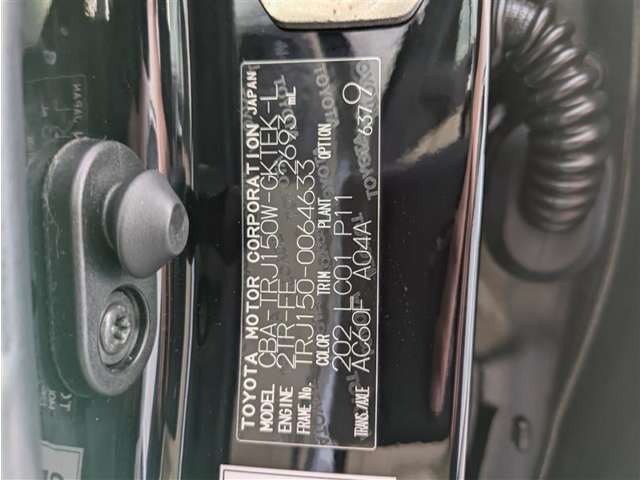 TOYOTA MOTOR CORPORATION JAPAN
MODEL CBA-TRJ150W-GKTEK-L
ENGINE 2TR-FE 2693 mL
FRAME No. TRJ150-0064633
COLOR TRIM PLANT OPTION
202 LC01 P11
TRANS/AXLE AC60F A04A 6379